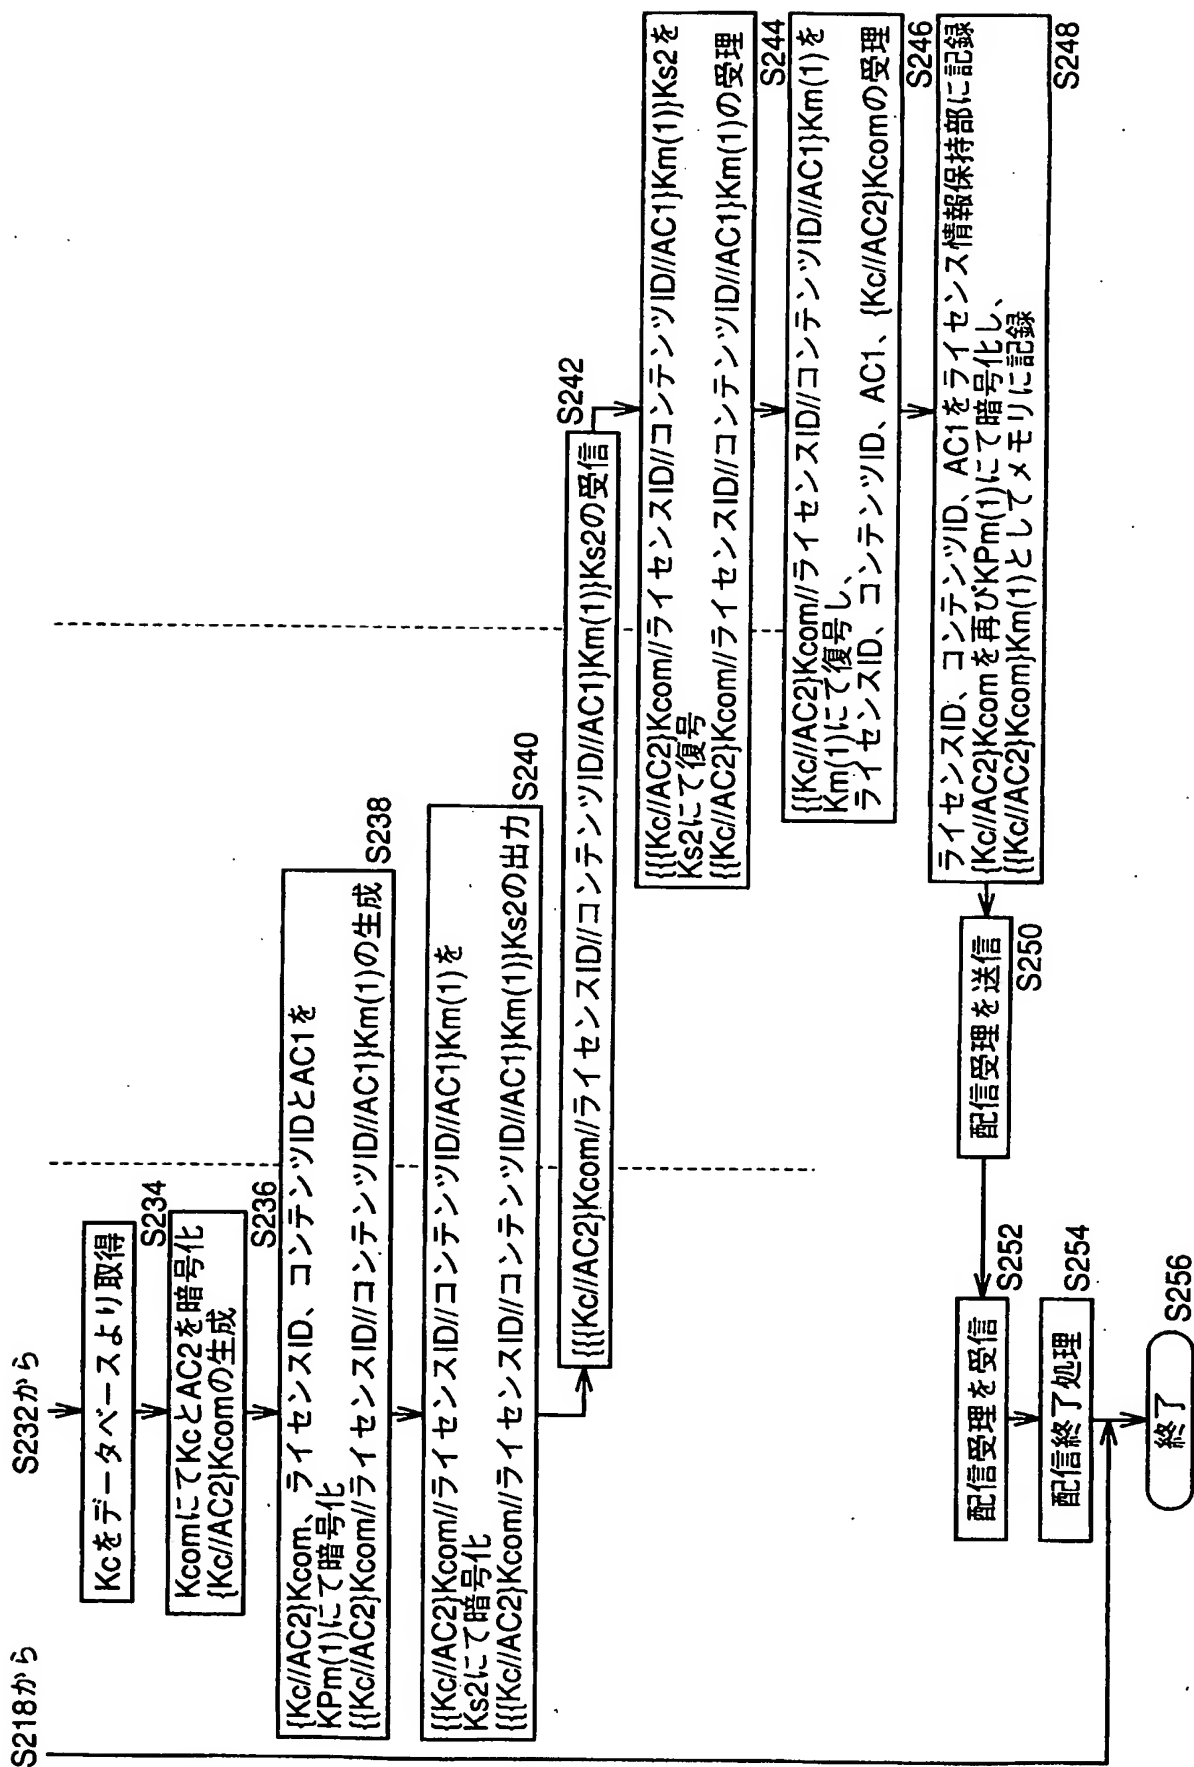 S218から
S232から
Kcをデータベースより取得
S234
KcomにてKcとAC2を暗号化
{Kc//AC2}Kcomの生成
S236
{Kc//AC2}Kcom、ライセンスID、コンテンツIDとAC1を
KPm(1)にて暗号化
{{Kc//AC2}Kcom//ライセンスID//コンテンツID//AC1}Km(1)の生成
S238
{{Kc//AC2}Kcom//ライセンスID//コンテンツID//AC1}Km(1)を
Ks2にて暗号化
{{{Kc//AC2}Kcom//ライセンスID//コンテンツID//AC1}Km(1)}Ks2の出力
S240
{{{Kc//AC2}Kcom//ライセンスID//コンテンツID//AC1}Km(1)}Ks2の受信
S242
{{{Kc//AC2}Kcom//ライセンスID//コンテンツID//AC1}Km(1)}Ks2を
Ks2にて復号
{{Kc//AC2}Kcom//ライセンスID//コンテンツID//AC1}Km(1)の受理
S244
{{Kc//AC2}Kcom//ライセンスID//コンテンツID//AC1}Km(1)を
Km(1)にて復号し、
ライセンスID、コンテンツID、AC1、{Kc//AC2}Kcomの受理
S246
ライセンスID、コンテンツID、AC1をライセンス情報保持部に記録
{Kc//AC2}Kcomを再びKPm(1)にて暗号化し、
{{Kc//AC2}Kcom}Km(1)としてメモリに記録
S248
配信受理を送信
S250
配信受理を受信
S252
配信終了処理
S254
終了
S256